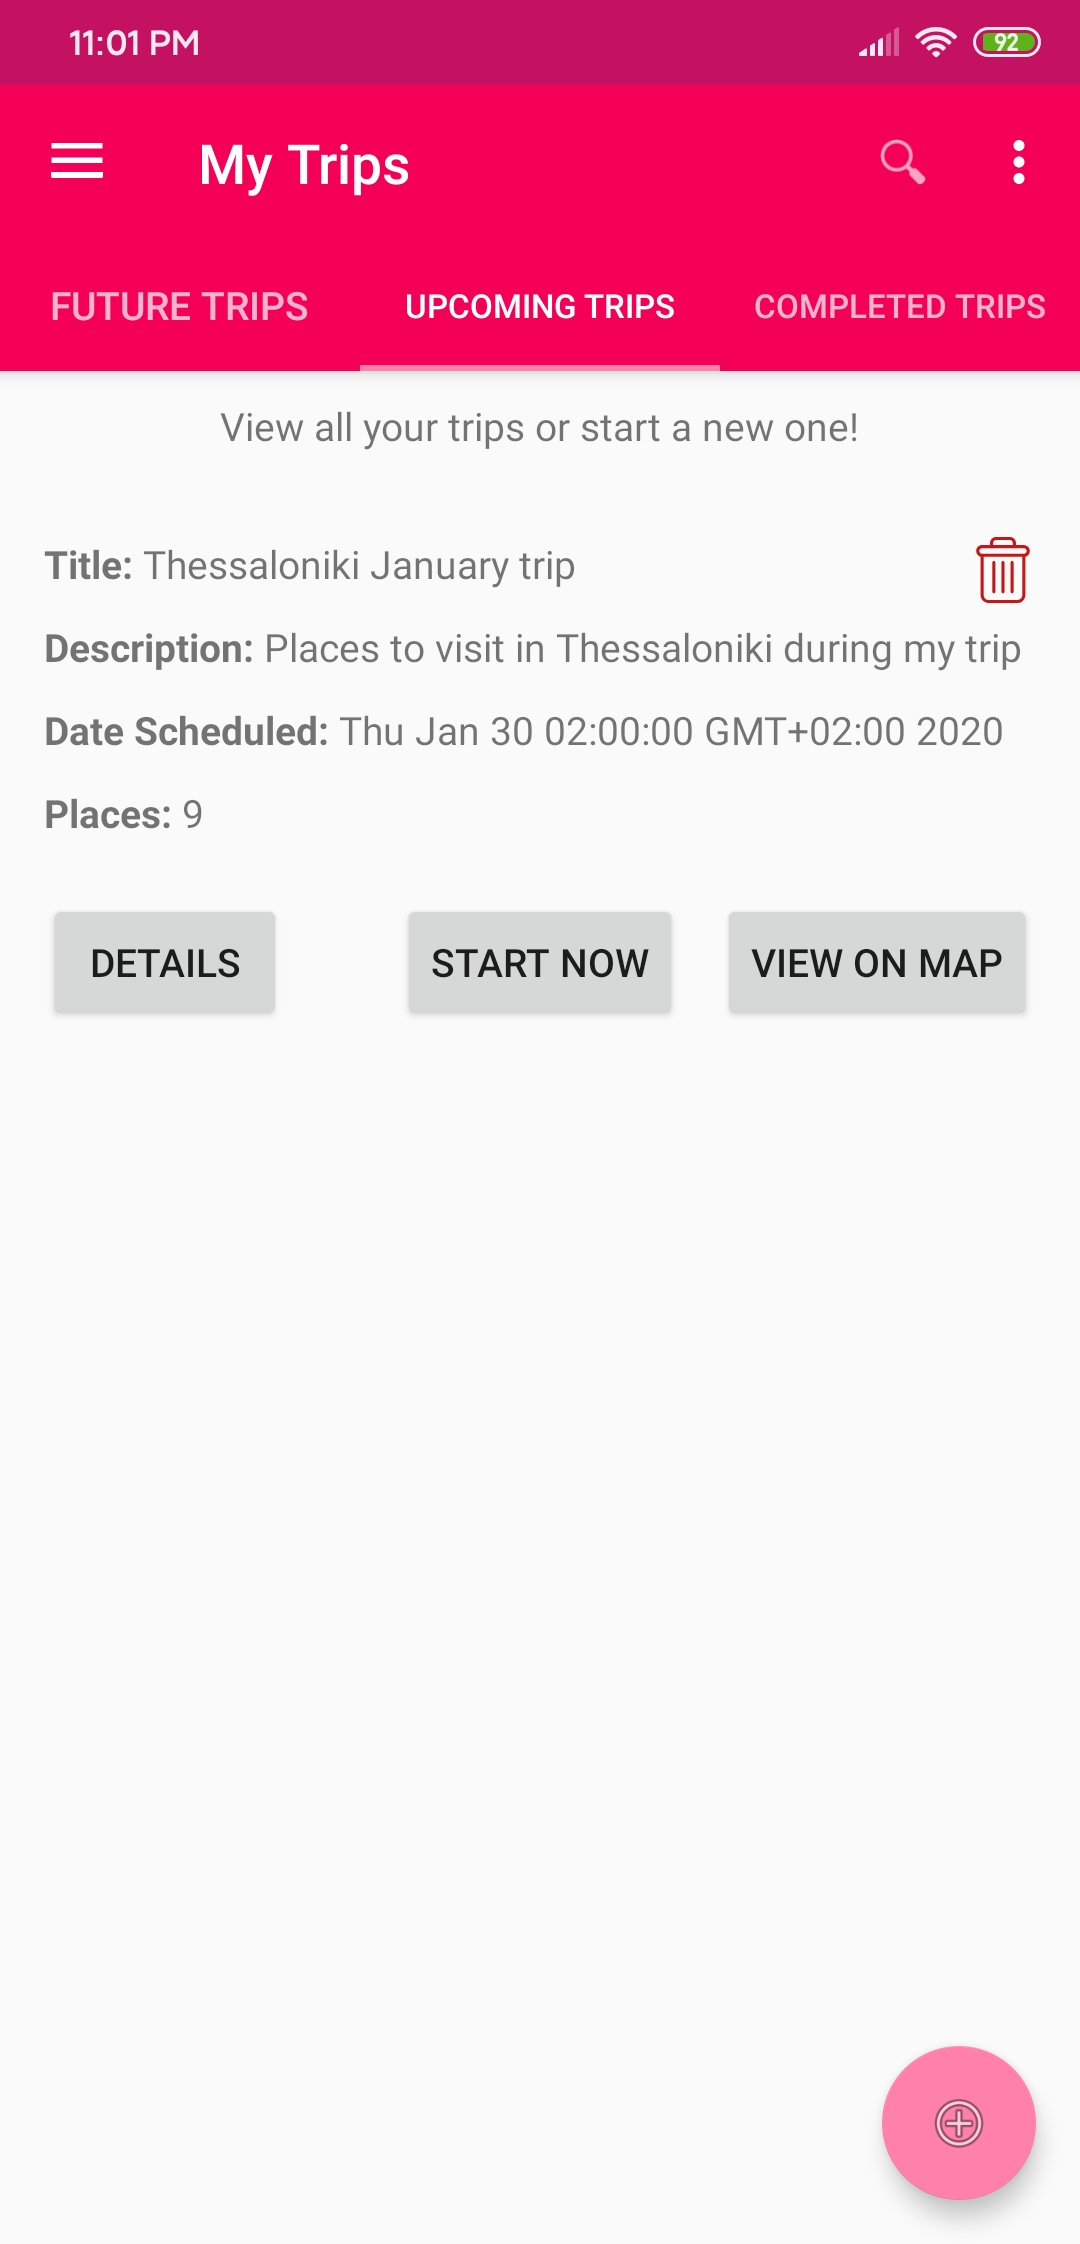 11:01 PM
92
My Trips
FUTURE TRIPS
UPCOMING TRIPS
COMPLETED TRIPS
View all your trips or start a new one!
Title: Thessaloniki January trip
Description: Places to visit in Thessaloniki during my trip
Date Scheduled: Thu Jan 30 02:00:00 GMT+02:00 2020
Places: 9
DETAILS
START NOW
VIEW ON MAP